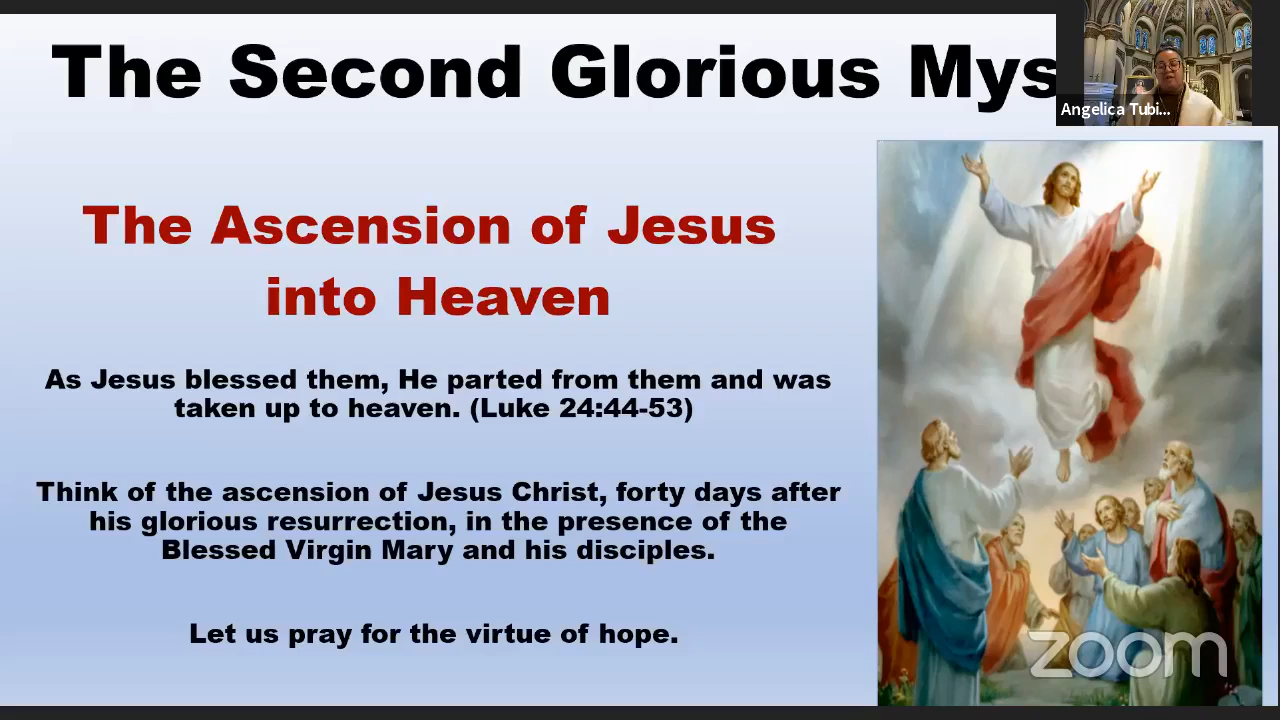 The Second Glorious Mys
Angelica Tubi...
The Ascension of Jesus
into Heaven
As Jesus blessed them, He parted from them and was
taken up to heaven. (Luke 24:44-53)
Think of the ascension of Jesus Christ, forty days after
his glorious resurrection, in the presence of the
Blessed Virgin Mary and his disciples.
Let us pray for the virtue of hope.
zoom